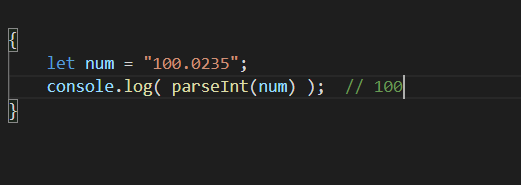 {
let num = "100.0235";
console.log( parseInt(num) );  // 100
}